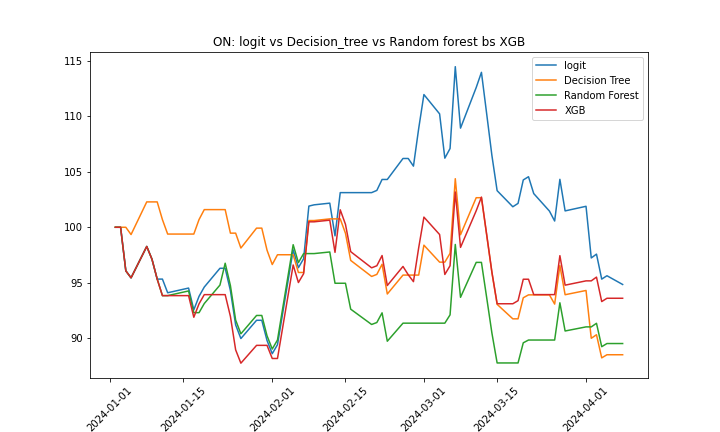 ON: logit vs Decision_tree vs Random forest bs XGB
115
110
105
100
95
90
logit
Decision Tree
Random Forest
XGB
2024-01-01
2024-01-15
2024-02-01
2024-02-15
2024-03-01
2024-03-15
2024-04-01